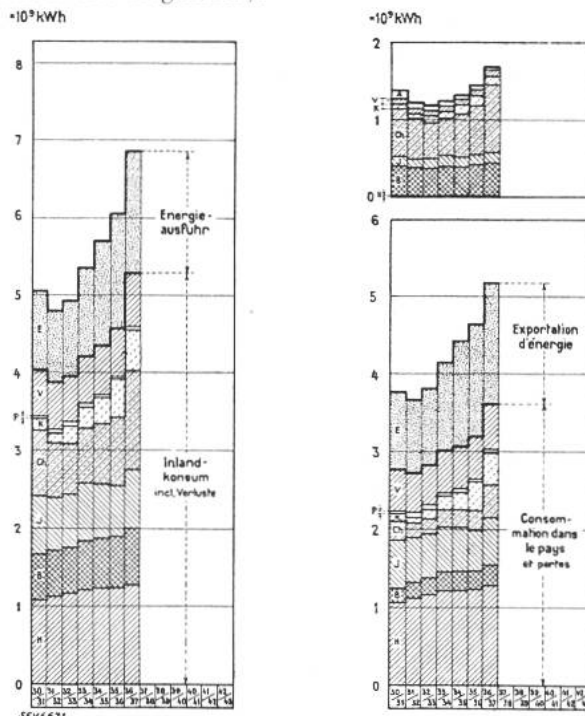 ×10⁹ kWh
8
7
6
5
4
3
2
1
0
Energie-
ausfuhr
Inland-
konsum
incl. Verluste
E
V
K
Ch
J
B
H
30/31 31/32 32/33 33/34 34/35 35/36 36/37 37/38 38/39 39/40 40/41 41/42 42/43
×10⁹ kWh
2
1
0
A
V
K
Ch
J
B
6
5
4
3
2
1
0
Exportation
d'énergie
Consom-
mation dans
le pays
et pertes
E
V
K
Ch
J
B
H
30/31 31/32 32/33 33/34 34/35 35/36 36/37 37/38 38/39 39/40 40/41 41/42